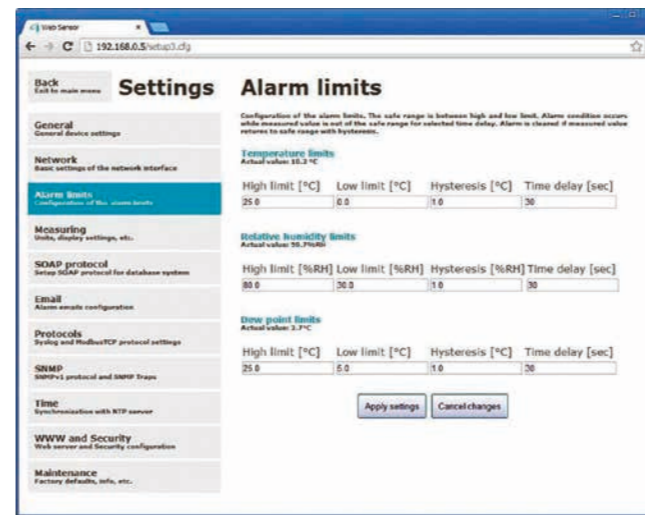 Web Sensor
192.168.0.5/setup3.cfg
Back
Exit to main menu
Settings
General
General device settings
Network
Basic settings of the network interface
Alarm limits
Configuration of the alarm limits
Measuring
Units, display settings, etc.
SOAP protocol
Setup SOAP protocol for database system
Email
Alarm emails configuration
Protocols
Syslog and ModbusTCP protocol settings
SNMP
SNMPv1 protocol and SNMP Traps
Time
Synchronization with NTP server
WWW and Security
Web server and Security configuration
Maintenance
Factory defaults, info, etc.
Alarm limits
Configuration of the alarm limits. The safe range is between high and low limit. Alarm condition occurs
while measured value is out of the safe range for selected time delay. Alarm is cleared if measured value
returns to safe range with hysteresis.
Temperature limits
Actual value: 10.2 °C
High limit [°C] Low limit [°C] Hysteresis [°C] Time delay [sec]
25.0 0.0 1.0 30
Relative humidity limits
High limit [%RH] Low limit [%RH] Hysteresis [%RH] Time delay [sec]
80.0 30.0 1.0 30
Dew point limits
Actual value: 2.7°C
High limit [°C] Low limit [°C] Hysteresis [°C] Time delay [sec]
25.0 5.0 1.0 30
Apply settings Cancel changes